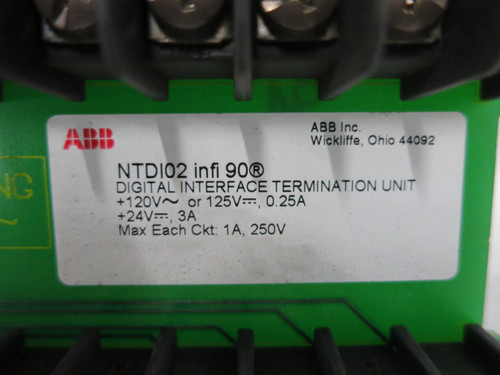 ABB
ABB Inc.
Wickliffe, Ohio 44092
NTDI02 infi 90®
DIGITAL INTERFACE TERMINATION UNIT
+120V~ or 125V⎓, 0.25A
+24V⎓, 3A
Max Each Ckt: 1A, 250V
NG
~